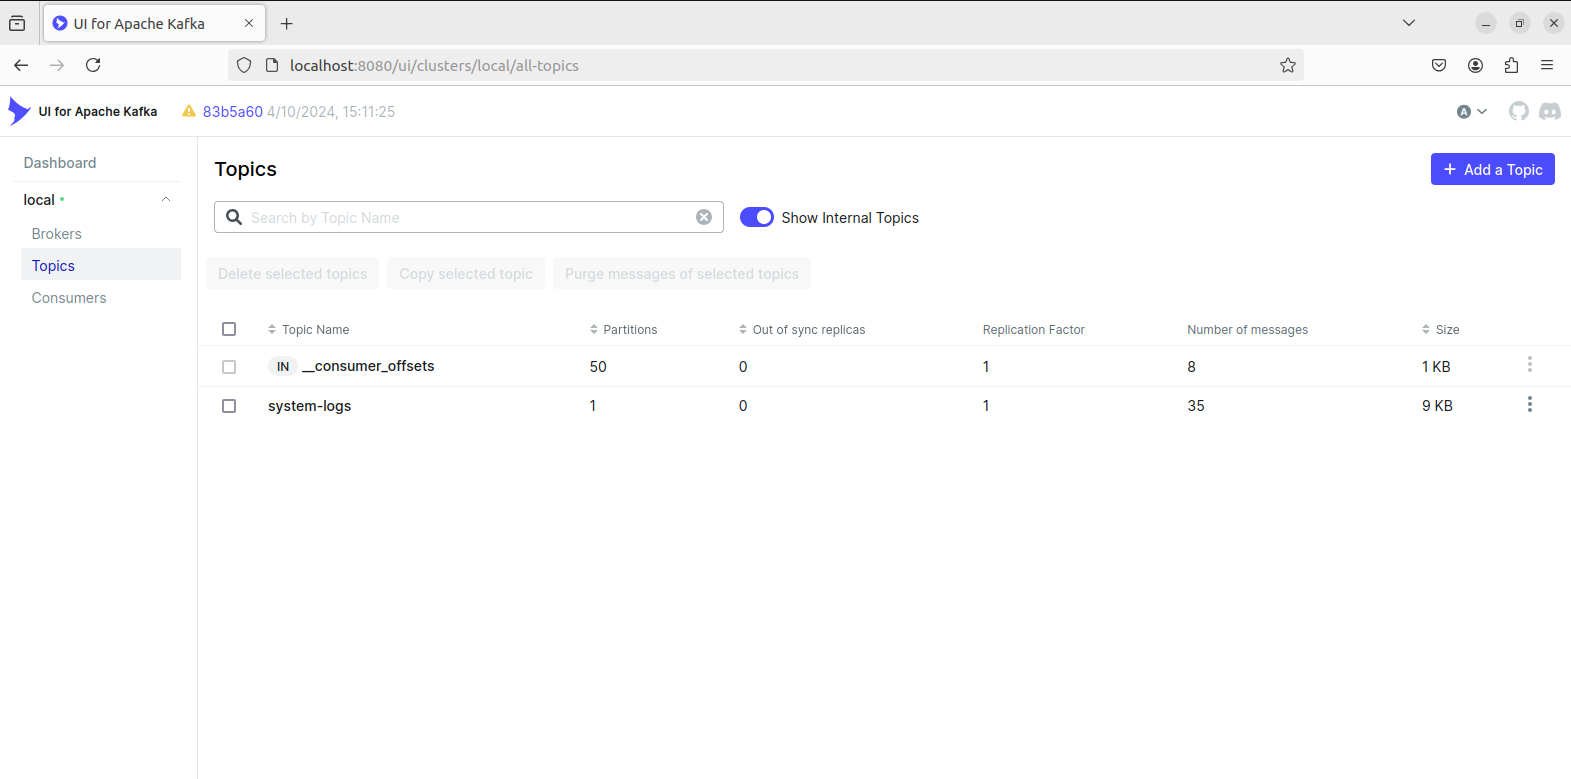 UI for Apache Kafka
localhost:8080/ui/clusters/local/all-topics
UI for Apache Kafka 83b5a60 4/10/2024, 15:11:25 A
Dashboard
local
Brokers
Topics
Consumers
Topics
Add a Topic
Search by Topic Name
Show Internal Topics
Delete selected topics Copy selected topic Purge messages of selected topics
Topic Name Partitions Out of sync replicas Replication Factor Number of messages Size
IN __consumer_offsets 50 0 1 8 1 KB
system-logs 1 0 1 35 9 KB